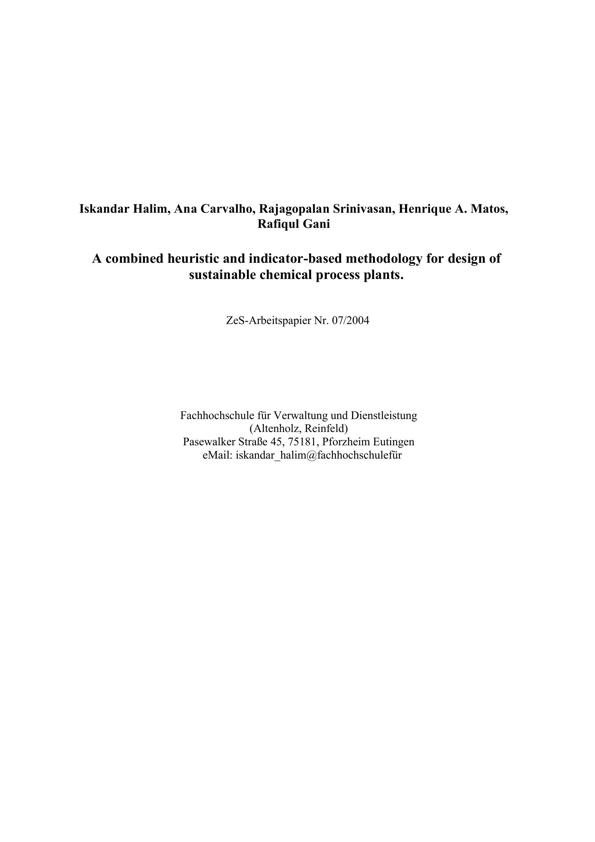 Iskandar Halim, Ana Carvalho, Rajagopalan Srinivasan, Henrique A. Matos,
Rafiqul Gani
A combined heuristic and indicator-based methodology for design of
sustainable chemical process plants.
ZeS-Arbeitspapier Nr. 07/2004
Fachhochschule für Verwaltung und Dienstleistung
(Altenholz, Reinfeld)
Pasewalker Straße 45, 75181, Pforzheim Eutingen
eMail: iskandar_halim@fachhochschulefür